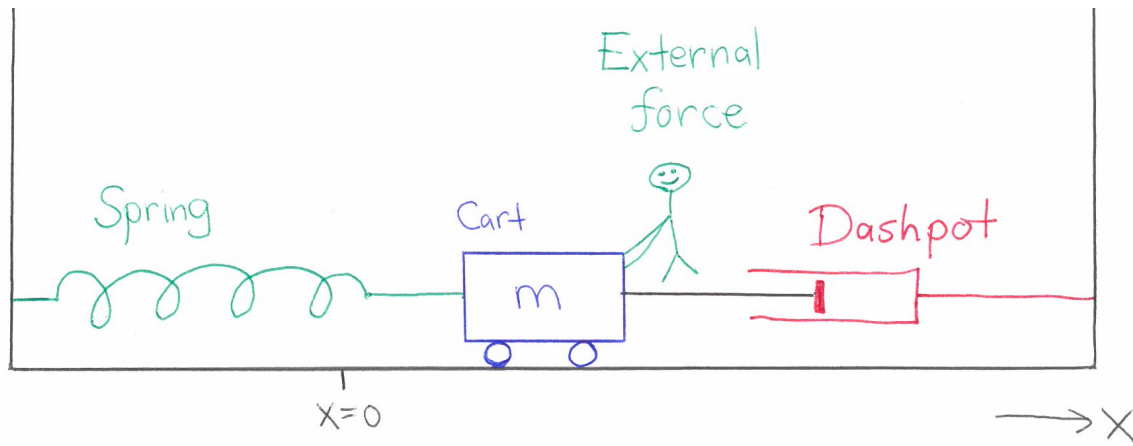 External
force
Spring
Cart
Dashpot
m
X=0
X